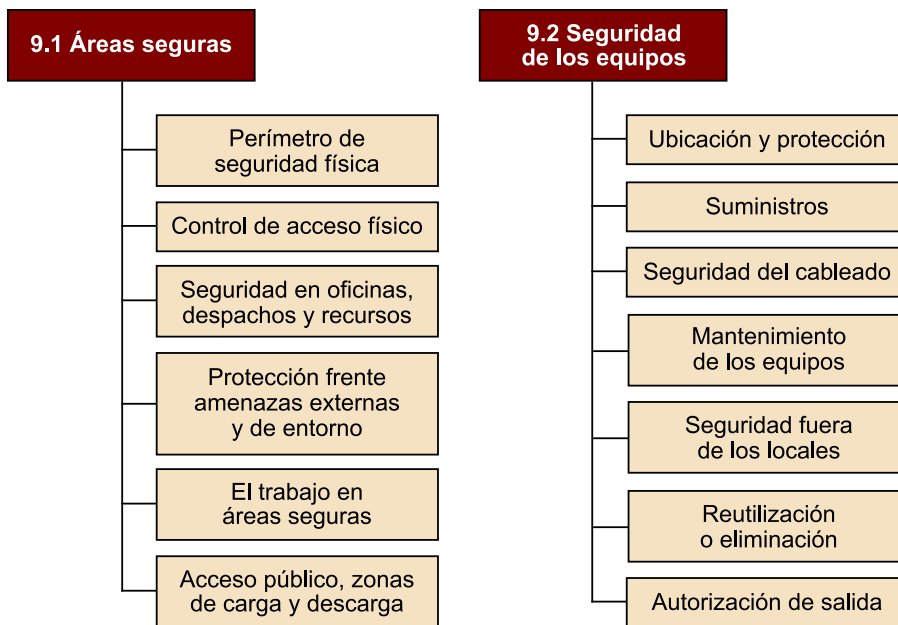 9.1 Áreas seguras
Perímetro de
seguridad física
Control de acceso físico
Seguridad en oficinas,
despachos y recursos
Protección frente
amenazas externas
y de entorno
El trabajo en
áreas seguras
Acceso público, zonas
de carga y descarga
9.2 Seguridad
de los equipos
Ubicación y protección
Suministros
Seguridad del cableado
Mantenimiento
de los equipos
Seguridad fuera
de los locales
Reutilización
o eliminación
Autorización de salida